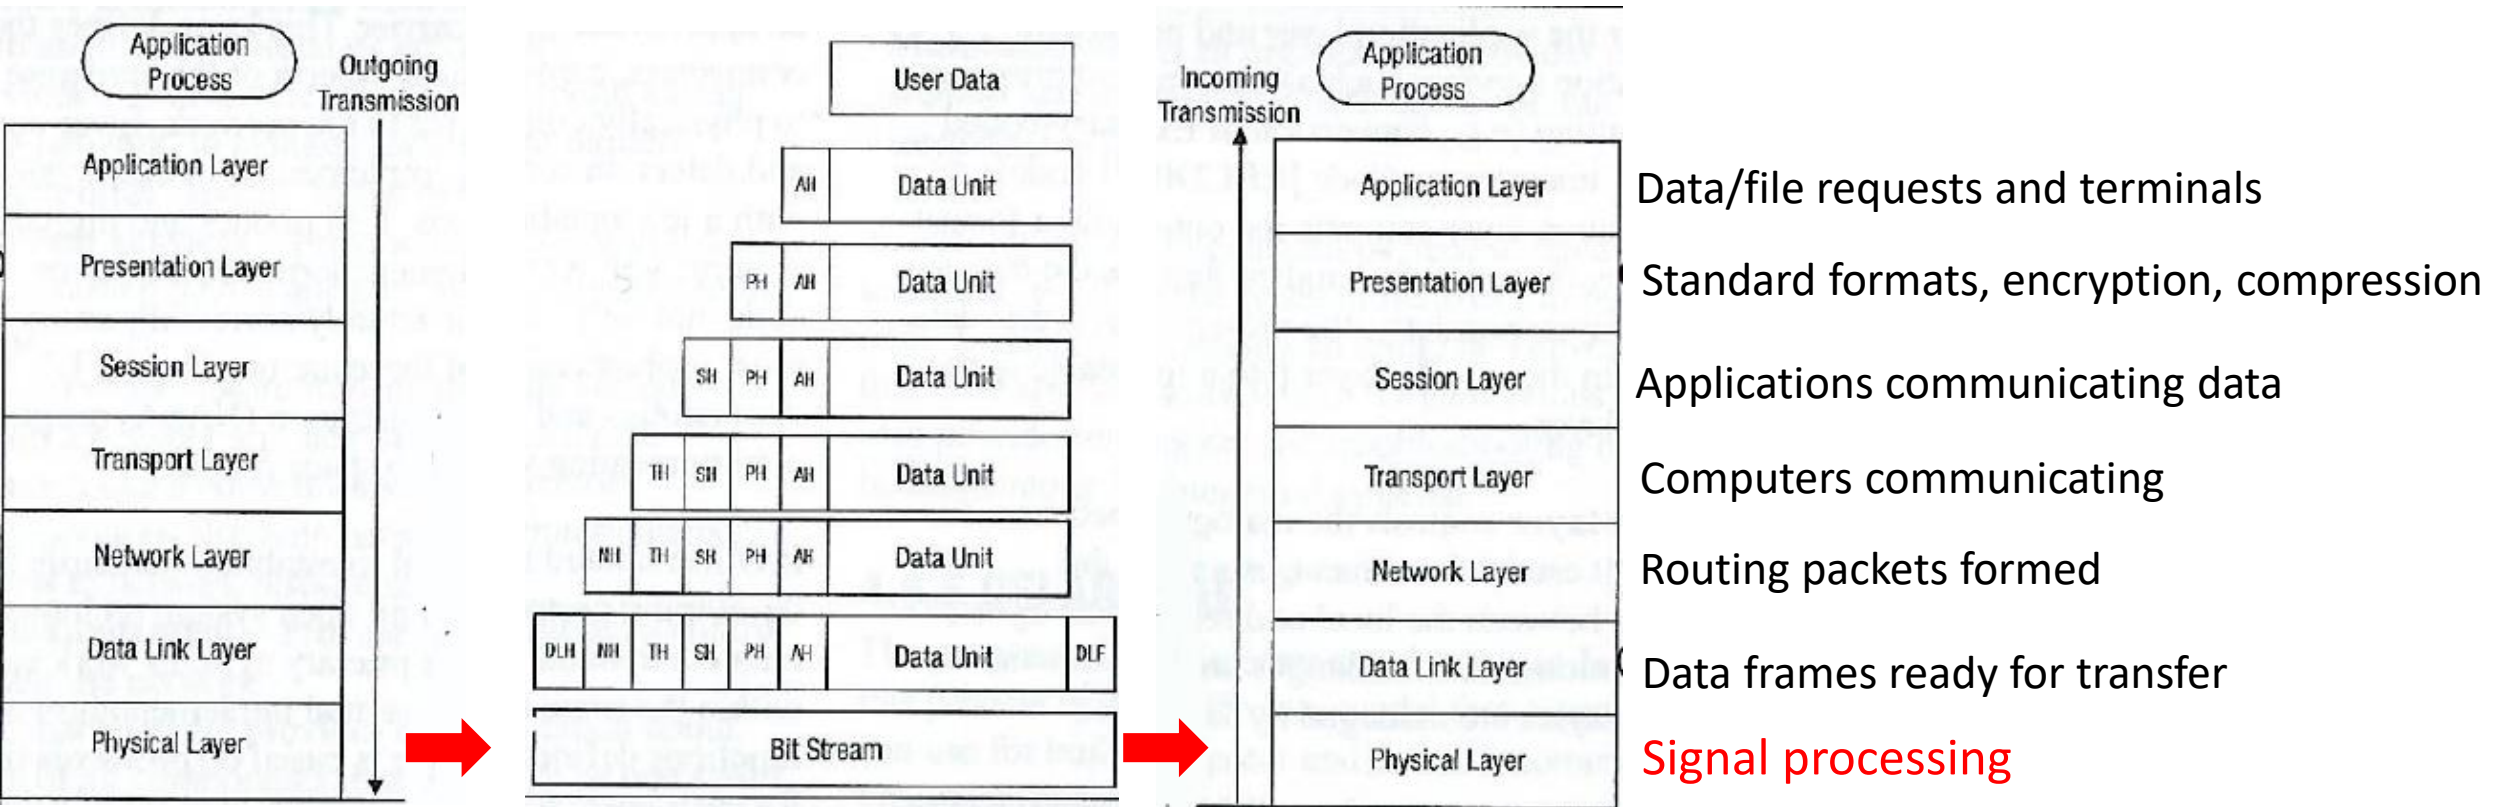 Application
Process
Outgoing
Transmission
Application Layer
Presentation Layer
Session Layer
Transport Layer
Network Layer
Data Link Layer
Physical Layer
User Data
AH Data Unit
PH AH Data Unit
SH PH AH Data Unit
TH SH PH AH Data Unit
NH TH SH PH AH Data Unit
DLH NH TH SH PH AH Data Unit DLF
Bit Stream
Incoming
Transmission
Application
Process
Application Layer
Presentation Layer
Session Layer
Transport Layer
Network Layer
Data Link Layer
Physical Layer
Data/file requests and terminals
Standard formats, encryption, compression
Applications communicating data
Computers communicating
Routing packets formed
Data frames ready for transfer
Signal processing